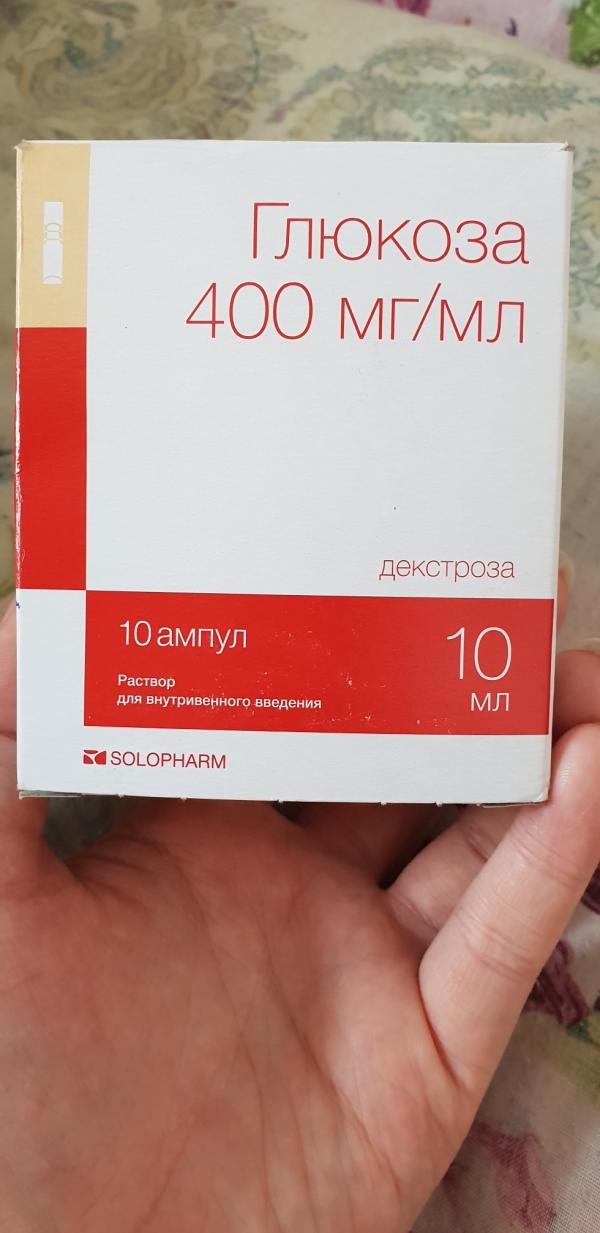 Глюкоза
400 мг/мл
декстроза
10 ампул
10
мл
Раствор
для внутривенного введения
SOLOPHARM